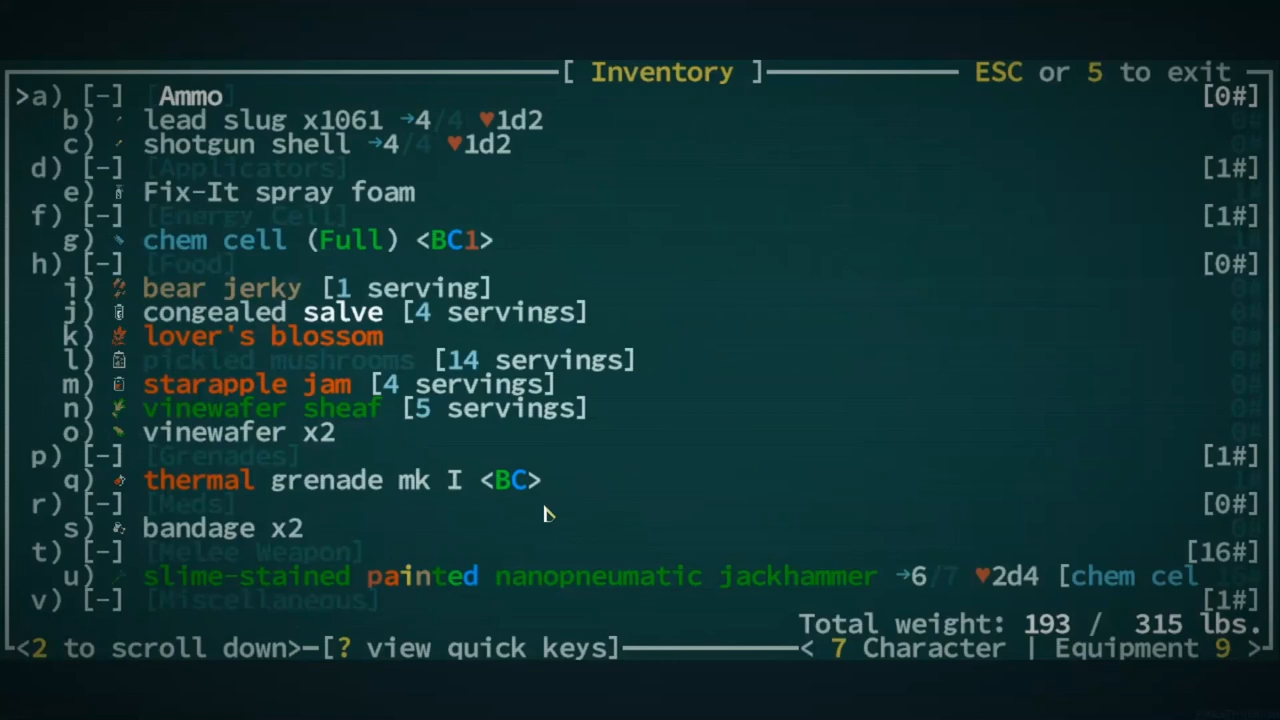 [ Inventory ] ESC or 5 to exit
>a) [-] [Ammo] [0#]
b) lead slug x1061 →4/4 ♥1d2
c) shotgun shell →4/4 ♥1d2
d) [-] [Applicators] [1#]
e) Fix-It spray foam
f) [-] [Energy Cell] [1#]
g) chem cell (Full) <BC1>
h) [-] [Food] [0#]
i) bear jerky [1 serving]
j) congealed salve [4 servings]
k) lover's blossom
l) pickled mushrooms [14 servings]
m) starapple jam [4 servings]
n) vinewafer sheaf [5 servings]
o) vinewafer x2
p) [-] [Grenades] [1#]
q) thermal grenade mk I <BC>
r) [-] [Meds] [0#]
s) bandage x2
t) [-] [Melee Weapon] [16#]
u) slime-stained painted nanopneumatic jackhammer →6/7 ♥2d4 [chem cel
v) [-] [Miscellaneous] [1#]
Total weight: 193 / 315 lbs.
<2 to scroll down> [? view quick keys] < 7 Character | Equipment 9 >